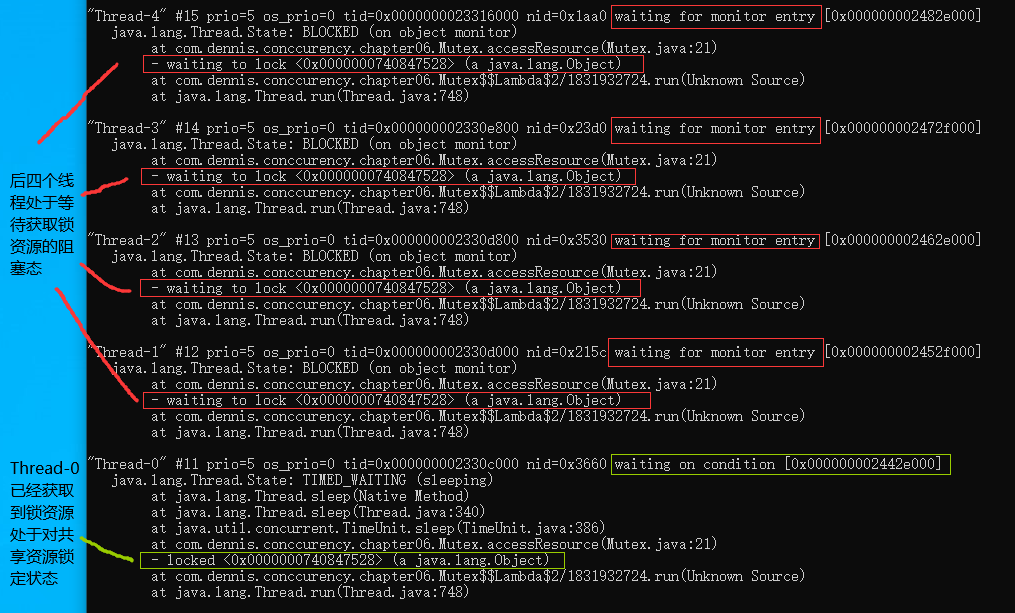 "Thread-4" #15 prio=5 os_prio=0 tid=0x0000000023316000 nid=0x1aa0 waiting for monitor entry [0x000000002482e000]
java.lang.Thread.State: BLOCKED (on object monitor)
at com.dennis.conccurency.chapter06.Mutex.accessResource(Mutex.java:21)
- waiting to lock <0x0000000740847528> (a java.lang.Object)
at com.dennis.conccurency.chapter06.Mutex$$Lambda$2/1831932724.run(Unknown Source)
at java.lang.Thread.run(Thread.java:748)
"Thread-3" #14 prio=5 os_prio=0 tid=0x000000002330e800 nid=0x23d0 waiting for monitor entry [0x000000002472f000]
java.lang.Thread.State: BLOCKED (on object monitor)
at com.dennis.conccurency.chapter06.Mutex.accessResource(Mutex.java:21)
- waiting to lock <0x0000000740847528> (a java.lang.Object)
at com.dennis.conccurency.chapter06.Mutex$$Lambda$2/1831932724.run(Unknown Source)
at java.lang.Thread.run(Thread.java:748)
"Thread-2" #13 prio=5 os_prio=0 tid=0x000000002330d800 nid=0x3530 waiting for monitor entry [0x000000002462e000]
java.lang.Thread.State: BLOCKED (on object monitor)
at com.dennis.conccurency.chapter06.Mutex.accessResource(Mutex.java:21)
- waiting to lock <0x0000000740847528> (a java.lang.Object)
at com.dennis.conccurency.chapter06.Mutex$$Lambda$2/1831932724.run(Unknown Source)
at java.lang.Thread.run(Thread.java:748)
"Thread-1" #12 prio=5 os_prio=0 tid=0x000000002330d000 nid=0x215c waiting for monitor entry [0x000000002452f000]
java.lang.Thread.State: BLOCKED (on object monitor)
at com.dennis.conccurency.chapter06.Mutex.accessResource(Mutex.java:21)
- waiting to lock <0x0000000740847528> (a java.lang.Object)
at com.dennis.conccurency.chapter06.Mutex$$Lambda$2/1831932724.run(Unknown Source)
at java.lang.Thread.run(Thread.java:748)
"Thread-0" #11 prio=5 os_prio=0 tid=0x000000002330c000 nid=0x3660 waiting on condition [0x000000002442e000]
java.lang.Thread.State: TIMED_WAITING (sleeping)
at java.lang.Thread.sleep(Native Method)
at java.lang.Thread.sleep(Thread.java:340)
at java.util.concurrent.TimeUnit.sleep(TimeUnit.java:386)
at com.dennis.conccurency.chapter06.Mutex.accessResource(Mutex.java:21)
- locked <0x0000000740847528> (a java.lang.Object)
at com.dennis.conccurency.chapter06.Mutex$$Lambda$2/1831932724.run(Unknown Source)
at java.lang.Thread.run(Thread.java:748)
后四个线
程处于等
待获取锁
资源的阻
塞态
Thread-0
已经获取
到锁资源
处于对共
享资源锁
定状态